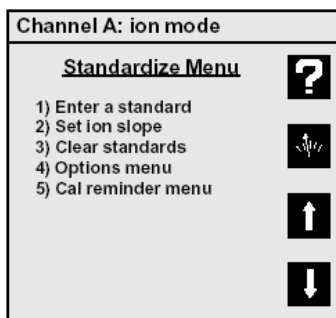 Channel A: ion mode
Standardize Menu
?
1) Enter a standard
2) Set ion slope
3) Clear standards
4) Options menu
5) Cal reminder menu